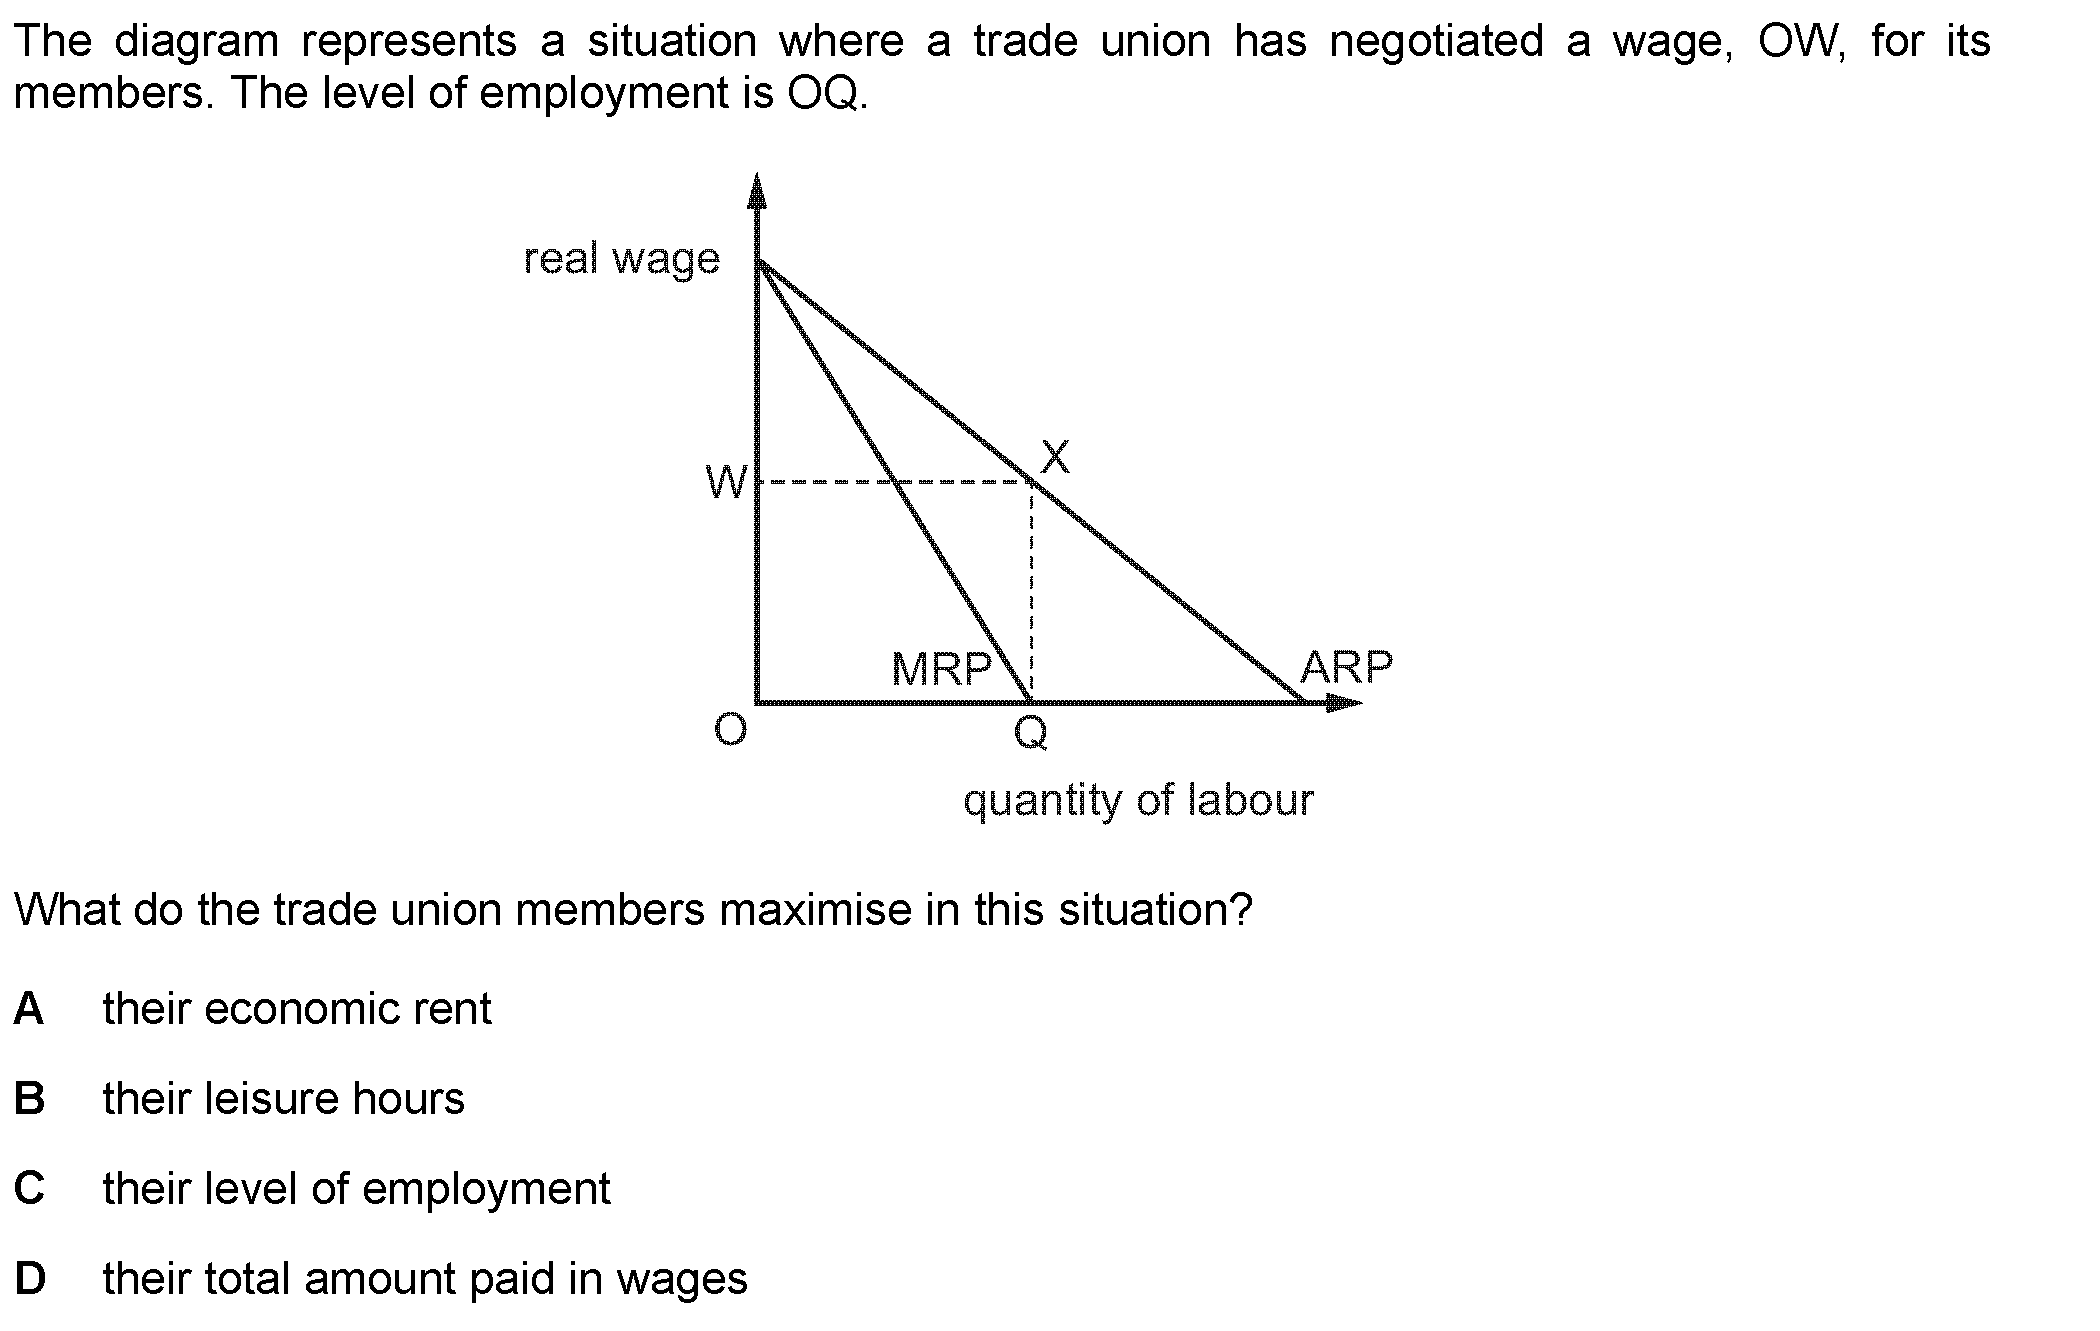 The diagram represents a situation where a trade union has negotiated a wage, OW, for its
members. The level of employment is OQ.
real wage
X
W
MRP
ARP
O
Q
quantity of labour
What do the trade union members maximise in this situation?
A their economic rent
B their leisure hours
C their level of employment
D their total amount paid in wages